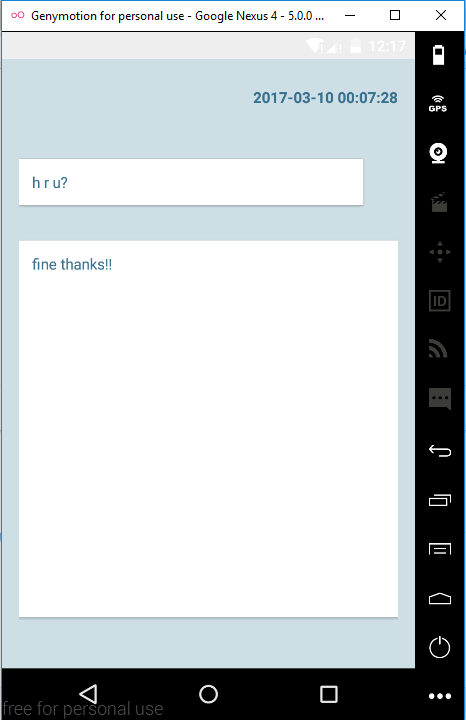 Genymotion for personal use - Google Nexus 4 - 5.0.0 ...
12:17
2017-03-10 00:07:28
GPS
h r u?
fine thanks!!
ID
free for personal use